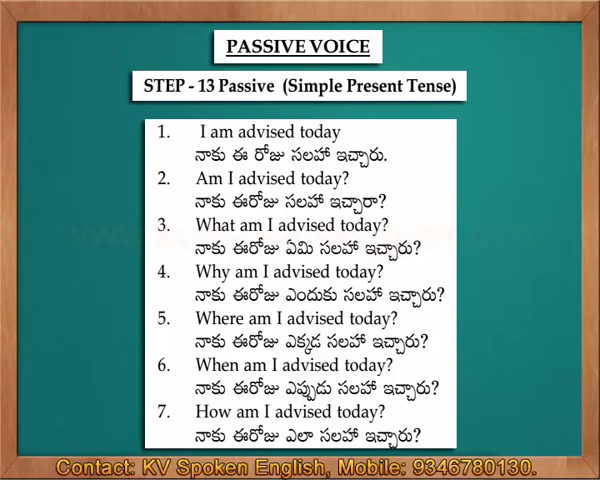 PASSIVE VOICE
STEP - 13 Passive (Simple Present Tense)
1. I am advised today
నాకు ఈ రోజు సలహా ఇచ్చారు.
2. Am I advised today?
నాకు ఈరోజు సలహా ఇచ్చారా?
3. What am I advised today?
నాకు ఈరోజు ఏమి సలహా ఇచ్చారు?
4. Why am I advised today?
నాకు ఈరోజు ఎందుకు సలహా ఇచ్చారు?
5. Where am I advised today?
నాకు ఈరోజు ఎక్కడ సలహా ఇచ్చారు?
6. When am I advised today?
నాకు ఈరోజు ఎప్పుడు సలహా ఇచ్చారు?
7. How am I advised today?
నాకు ఈరోజు ఎలా సలహా ఇచ్చారు?
Contact: KV Spoken English, Mobile: 9346780130.